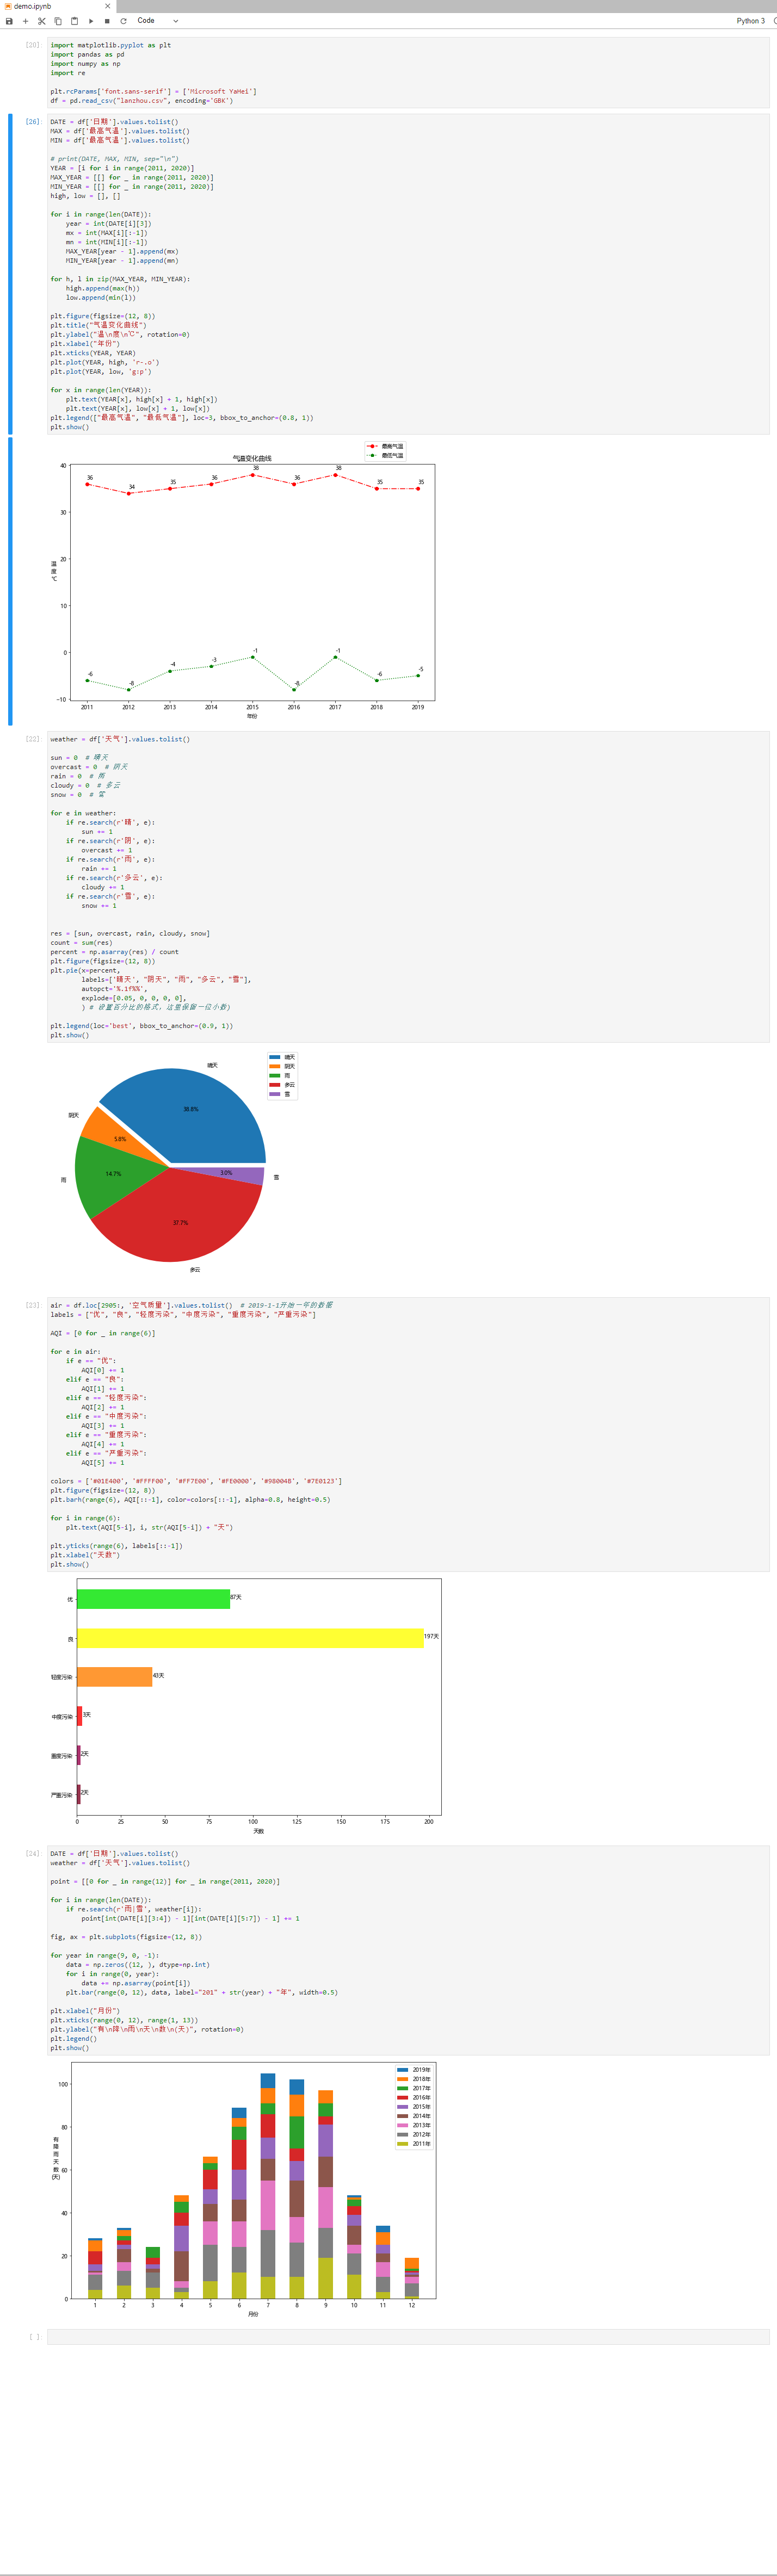 demo.ipynb
Code
Python 3
[20]
import matplotlib.pyplot as plt
import pandas as pd
import numpy as np
import re
plt.rcParams['font.sans-serif'] = ['Microsoft YaHei']
df = pd.read_csv("lanzhou.csv", encoding='GBK')
[26]
DATE = df['日期'].values.tolist()
MAX = df['最高气温'].values.tolist()
MIN = df['最高气温'].values.tolist()
# print(DATE, MAX, MIN, sep="\n")
YEAR = [i for i in range(2011, 2020)]
MAX_YEAR = [[] for _ in range(2011, 2020)]
MIN_YEAR = [[] for _ in range(2011, 2020)]
high, low = [], []
for i in range(len(DATE)):
year = int(DATE[i][3])
mx = int(MAX[i][:-1])
mn = int(MIN[i][:-1])
MAX_YEAR[year - 1].append(mx)
MIN_YEAR[year - 1].append(mn)
for h, l in zip(MAX_YEAR, MIN_YEAR):
high.append(max(h))
low.append(min(l))
plt.figure(figsize=(12, 8))
plt.title("气温变化曲线")
plt.ylabel("温\n度\n℃", rotation=0)
plt.xlabel("年份")
plt.xticks(YEAR, YEAR)
plt.plot(YEAR, high, 'r-.o')
plt.plot(YEAR, low, 'g:p')
for x in range(len(YEAR)):
plt.text(YEAR[x], high[x] + 1, high[x])
plt.text(YEAR[x], low[x] + 1, low[x])
plt.legend(["最高气温", "最低气温"], loc=3, bbox_to_anchor=(0.8, 1))
plt.show()
最高气温
最低气温
气温变化曲线
40
30
20
10
0
-10
温
度
℃
36 34 35 36 38 36 38 35 35
-6 -8 -4 -3 -1 -8 -1 -6 -5
2011 2012 2013 2014 2015 2016 2017 2018 2019
年份
[22]
weather = df['天气'].values.tolist()
sun = 0 # 晴天
overcast = 0 # 阴天
rain = 0 # 雨
cloudy = 0 # 多云
snow = 0 # 雪
for e in weather:
if re.search(r'晴', e):
sun += 1
if re.search(r'阴', e):
overcast += 1
if re.search(r'雨', e):
rain += 1
if re.search(r'多云', e):
cloudy += 1
if re.search(r'雪', e):
snow += 1
res = [sun, overcast, rain, cloudy, snow]
count = sum(res)
percent = np.asarray(res) / count
plt.figure(figsize=(12, 8))
plt.pie(x=percent,
labels=['晴天', "阴天", "雨", "多云", "雪"],
autopct='%.1f%%',
explode=[0.05, 0, 0, 0, 0],
) # 设置百分比的格式，这里保留一位小数)
plt.legend(loc='best', bbox_to_anchor=(0.9, 1))
plt.show()
晴天
阴天
雨
多云
雪
晴天
38.8%
阴天
5.8%
雨
14.7%
多云
37.7%
雪
3.0%
[23]
air = df.loc[2905:, '空气质量'].values.tolist() # 2019-1-1开始一年的数据
labels = ["优", "良", "轻度污染", "中度污染", "重度污染", "严重污染"]
AQI = [0 for _ in range(6)]
for e in air:
if e == "优":
AQI[0] += 1
elif e == "良":
AQI[1] += 1
elif e == "轻度污染":
AQI[2] += 1
elif e == "中度污染":
AQI[3] += 1
elif e == "重度污染":
AQI[4] += 1
elif e == "严重污染":
AQI[5] += 1
colors = ['#01E400', '#FFFF00', '#FF7E00', '#FE0000', '#98004B', '#7E0123']
plt.figure(figsize=(12, 8))
plt.barh(range(6), AQI[::-1], color=colors[::-1], alpha=0.8, height=0.5)
for i in range(6):
plt.text(AQI[5-i], i, str(AQI[5-i]) + "天")
plt.yticks(range(6), labels[::-1])
plt.xlabel("天数")
plt.show()
优 87天
良 197天
轻度污染 43天
中度污染 3天
重度污染 2天
严重污染 2天
0 25 50 75 100 125 150 175 200
天数
[24]
DATE = df['日期'].values.tolist()
weather = df['天气'].values.tolist()
point = [[0 for _ in range(12)] for _ in range(2011, 2020)]
for i in range(len(DATE)):
if re.search(r'雨|雪', weather[i]):
point[int(DATE[i][3:4]) - 1][int(DATE[i][5:7]) - 1] += 1
fig, ax = plt.subplots(figsize=(12, 8))
for year in range(9, 0, -1):
data = np.zeros((12, ), dtype=np.int)
for i in range(0, year):
data += np.asarray(point[i])
plt.bar(range(0, 12), data, label="201" + str(year) + "年", width=0.5)
plt.xlabel("月份")
plt.xticks(range(0, 12), range(1, 13))
plt.ylabel("有\n降\n雨\n天\n数\n(天)", rotation=0)
plt.legend()
plt.show()
2019年
2018年
2017年
2016年
2015年
2014年
2013年
2012年
2011年
100
80
60
40
20
0
有
降
雨
天
数
(天)
1 2 3 4 5 6 7 8 9 10 11 12
月份
[ ]